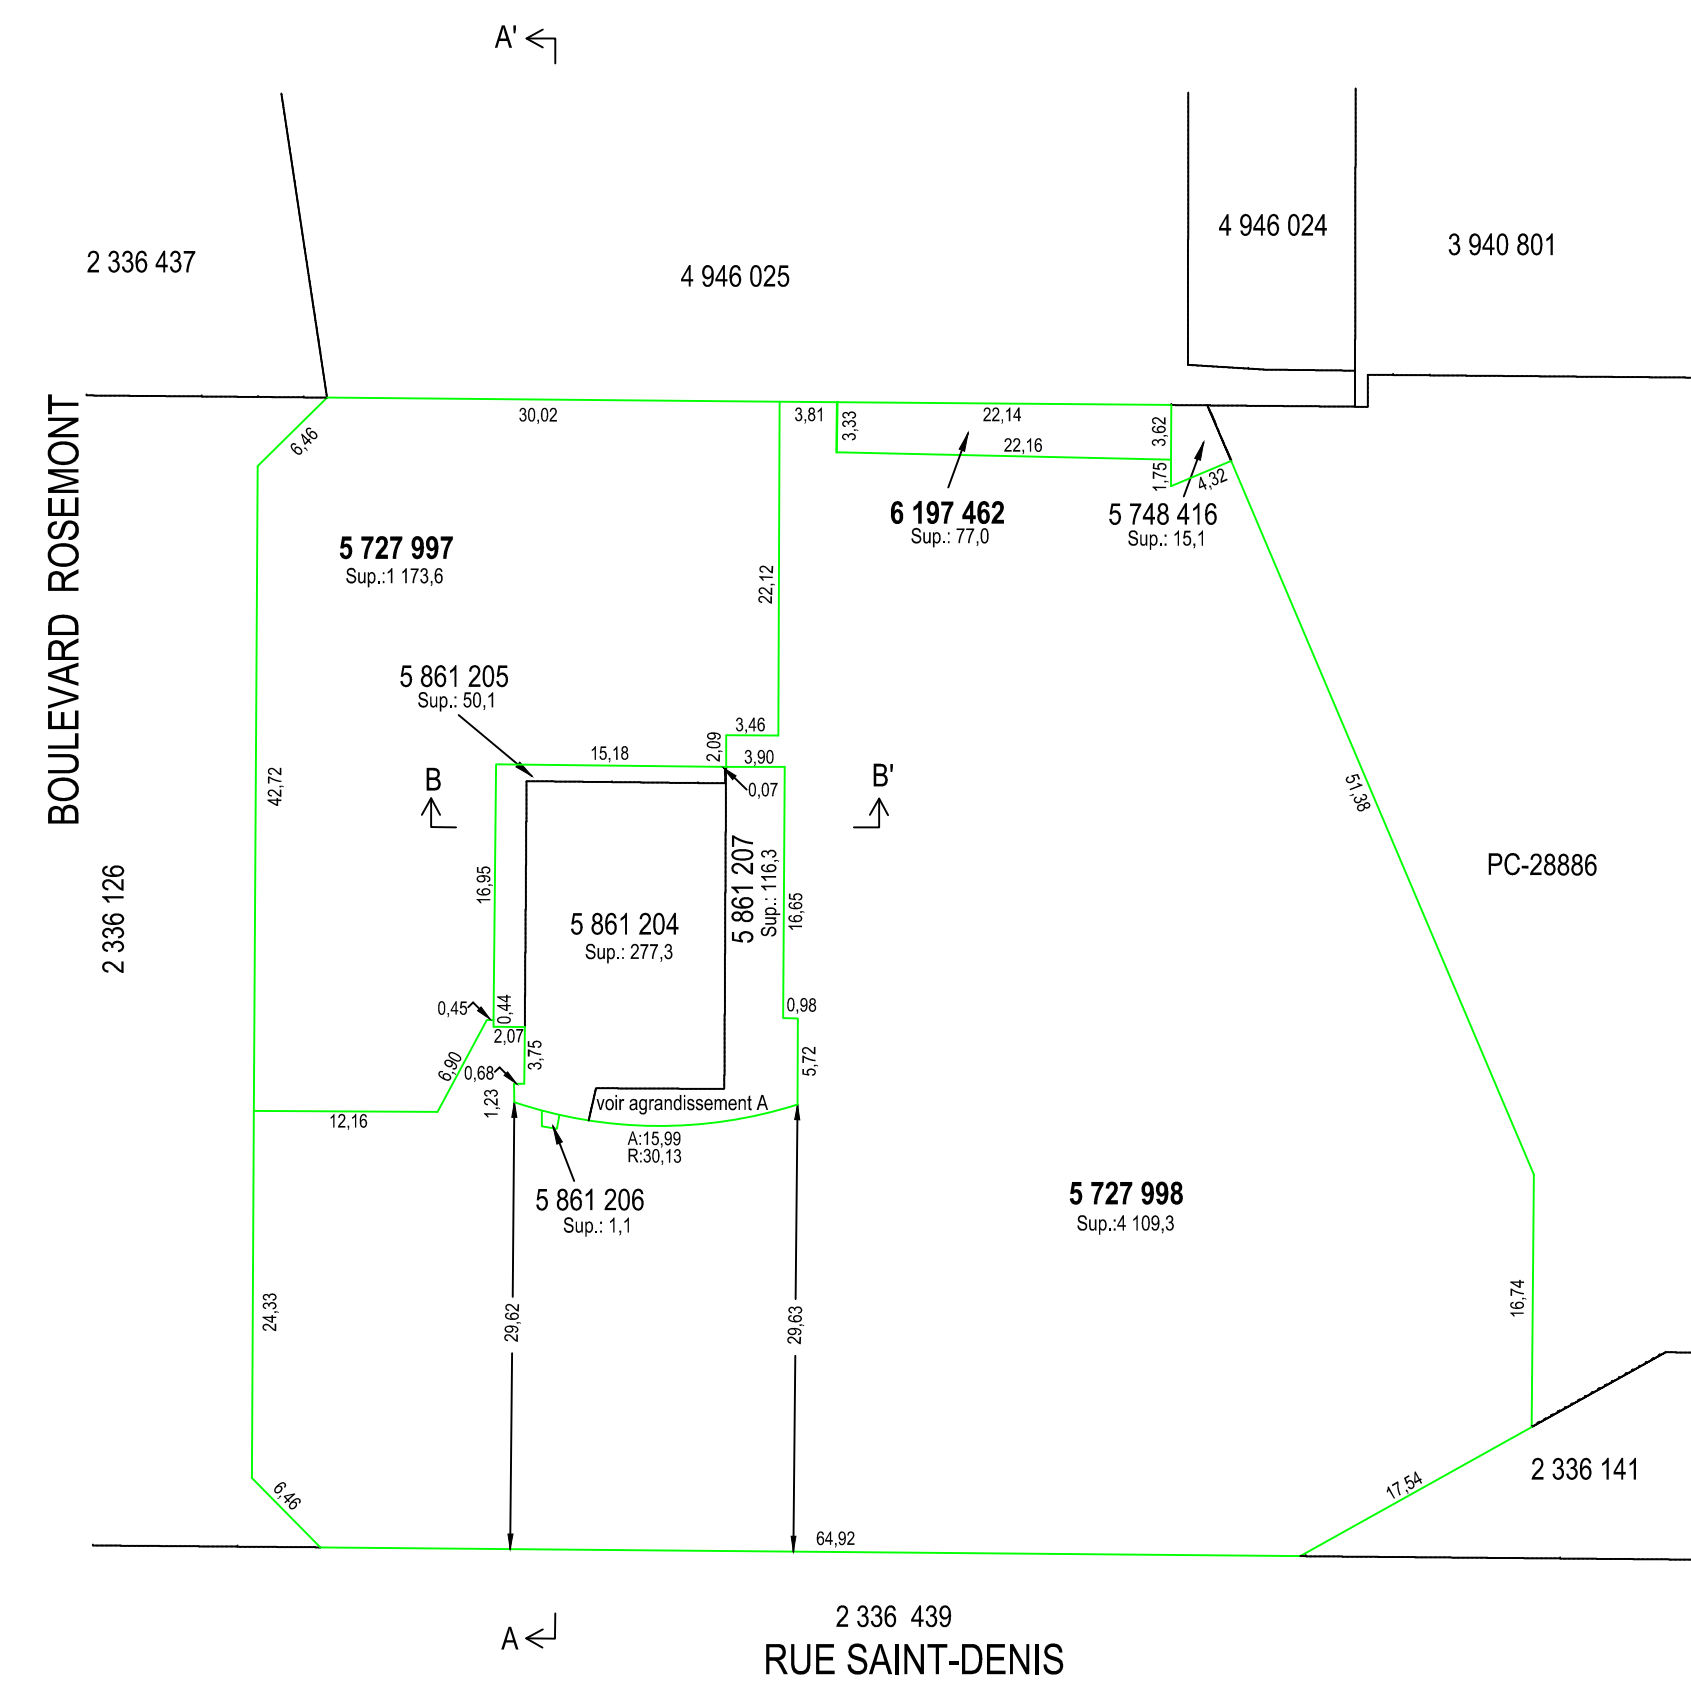 A'
2 336 437
4 946 025
4 946 024
3 940 801
BOULEVARD ROSEMONT
6,46
30,02
3,81
3,33
22,14
22,16
3,62
1,75
4,32
6 197 462
Sup.: 77,0
5 748 416
Sup.: 15,1
5 727 997
Sup.:1 173,6
22,12
5 861 205
Sup.: 50,1
3,46
2,09
15,18
3,90
0,07
42,72
B
B'
51,38
16,95
5 861 204
Sup.: 277,3
5 861 207
Sup.: 116,3
16,65
PC-28886
2 336 126
0,45
0,44
2,07
0,98
3,75
5,72
6,90
0,68
1,23
12,16
voir agrandissement A
A:15,99
R:30,13
5 861 206
Sup.: 1,1
5 727 998
Sup.:4 109,3
24,33
29,62
29,63
16,74
6,46
17,54
2 336 141
64,92
A
2 336 439
RUE SAINT-DENIS